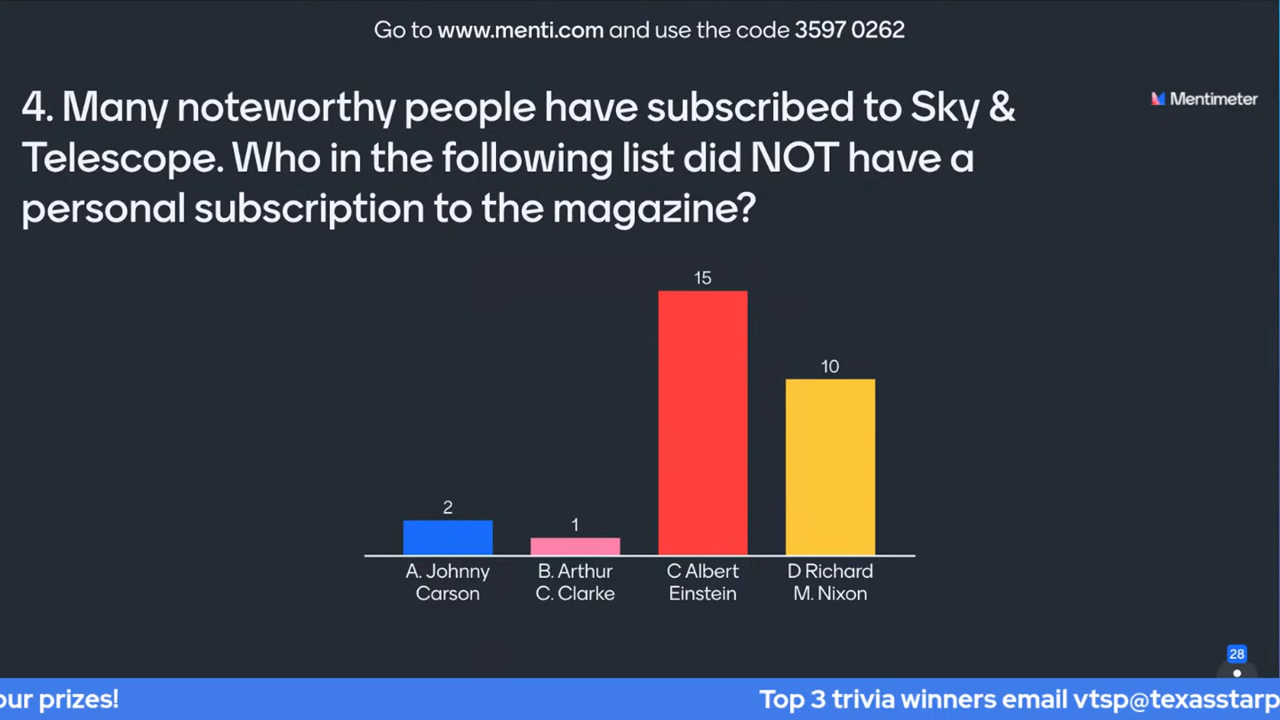 Go to www.menti.com and use the code 3597 0262
4. Many noteworthy people have subscribed to Sky &
Telescope. Who in the following list did NOT have a
personal subscription to the magazine?
Mentimeter
15
10
2
1
A. Johnny
Carson
B. Arthur
C. Clarke
C Albert
Einstein
D Richard
M. Nixon
28
our prizes!
Top 3 trivia winners email vtsp@texasstarp